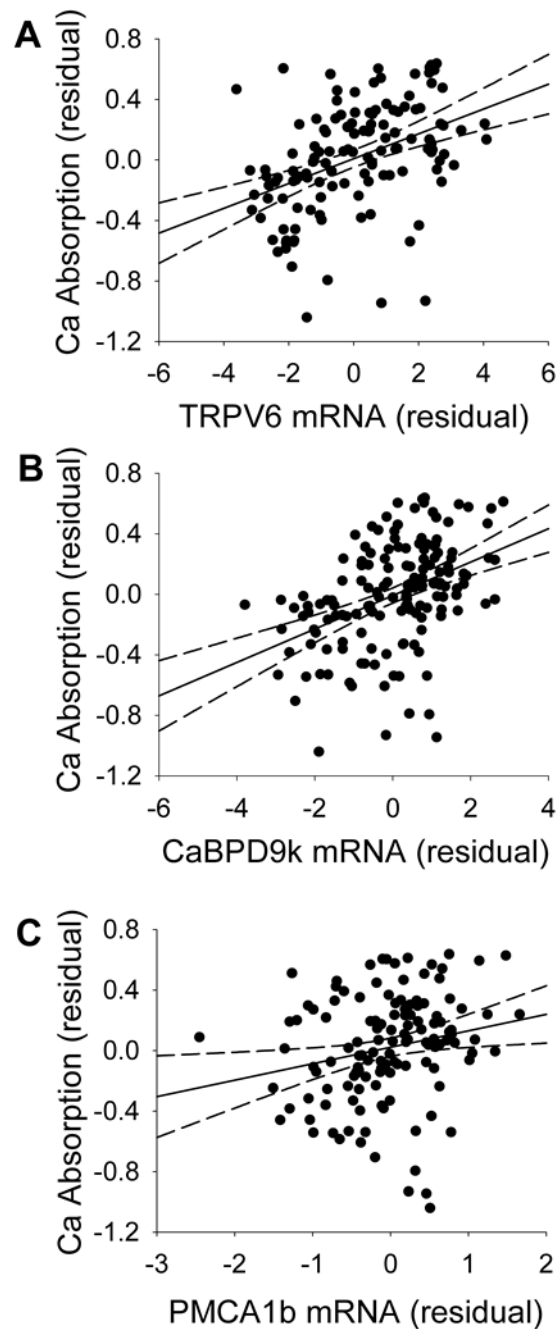 A
Ca Absorption (residual)
0.8
0.4
0.0
-0.4
-0.8
-1.2
-6 -4 -2 0 2 4 6
TRPV6 mRNA (residual)
B
Ca Absorption (residual)
0.8
0.4
0.0
-0.4
-0.8
-1.2
-6 -4 -2 0 2 4
CaBPD9k mRNA (residual)
C
Ca Absorption (residual)
0.8
0.4
0.0
-0.4
-0.8
-1.2
-3 -2 -1 0 1 2
PMCA1b mRNA (residual)